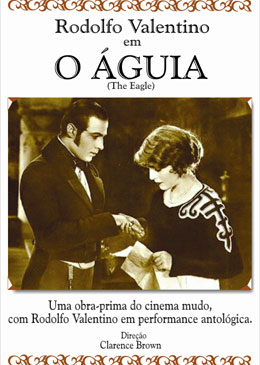 Rodolfo Valentino
em
O ÁGUIA
(The Eagle)
Uma obra-prima do cinema mudo,
com Rodolfo Valentino em performance antológica.
Direção
Clarence Brown